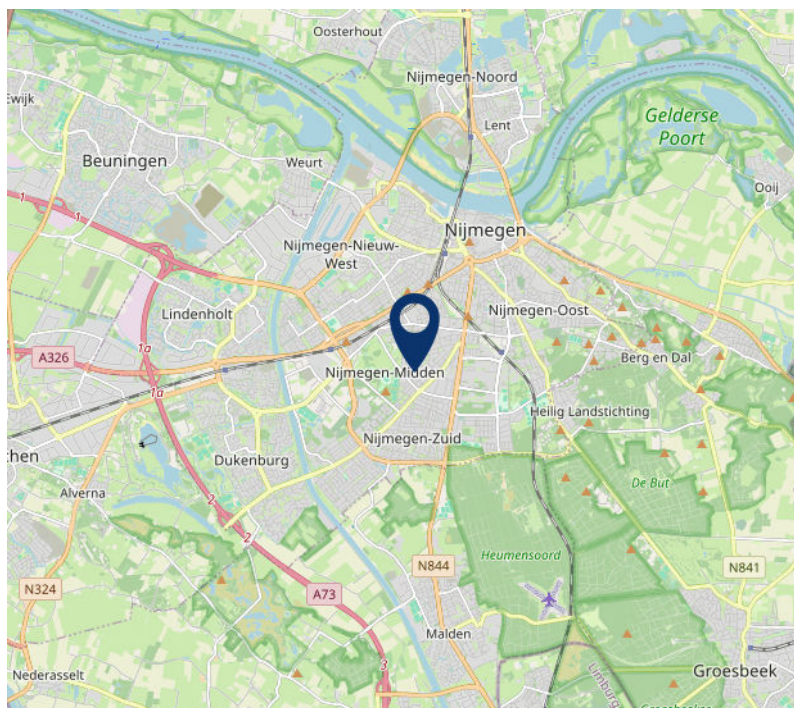 Oosterhout
Nijmegen-Noord
Ewijk
Lent
Gelderse
Poort
Beuningen
Weurt
Ooij
1
1
Nijmegen
1a
Nijmegen-Nieuw-
West
Lindenholt
Nijmegen-Oost
1a
A326
Berg en Dal
Nijmegen-Midden
1a
Heilig Landstichting
Nijmegen-Zuid
chen
Dukenburg
De But
Alverna
2
2
Heumensoord
N844
N841
N324
A73
Malden
3
Limburg
Groesbeek
Nederasselt